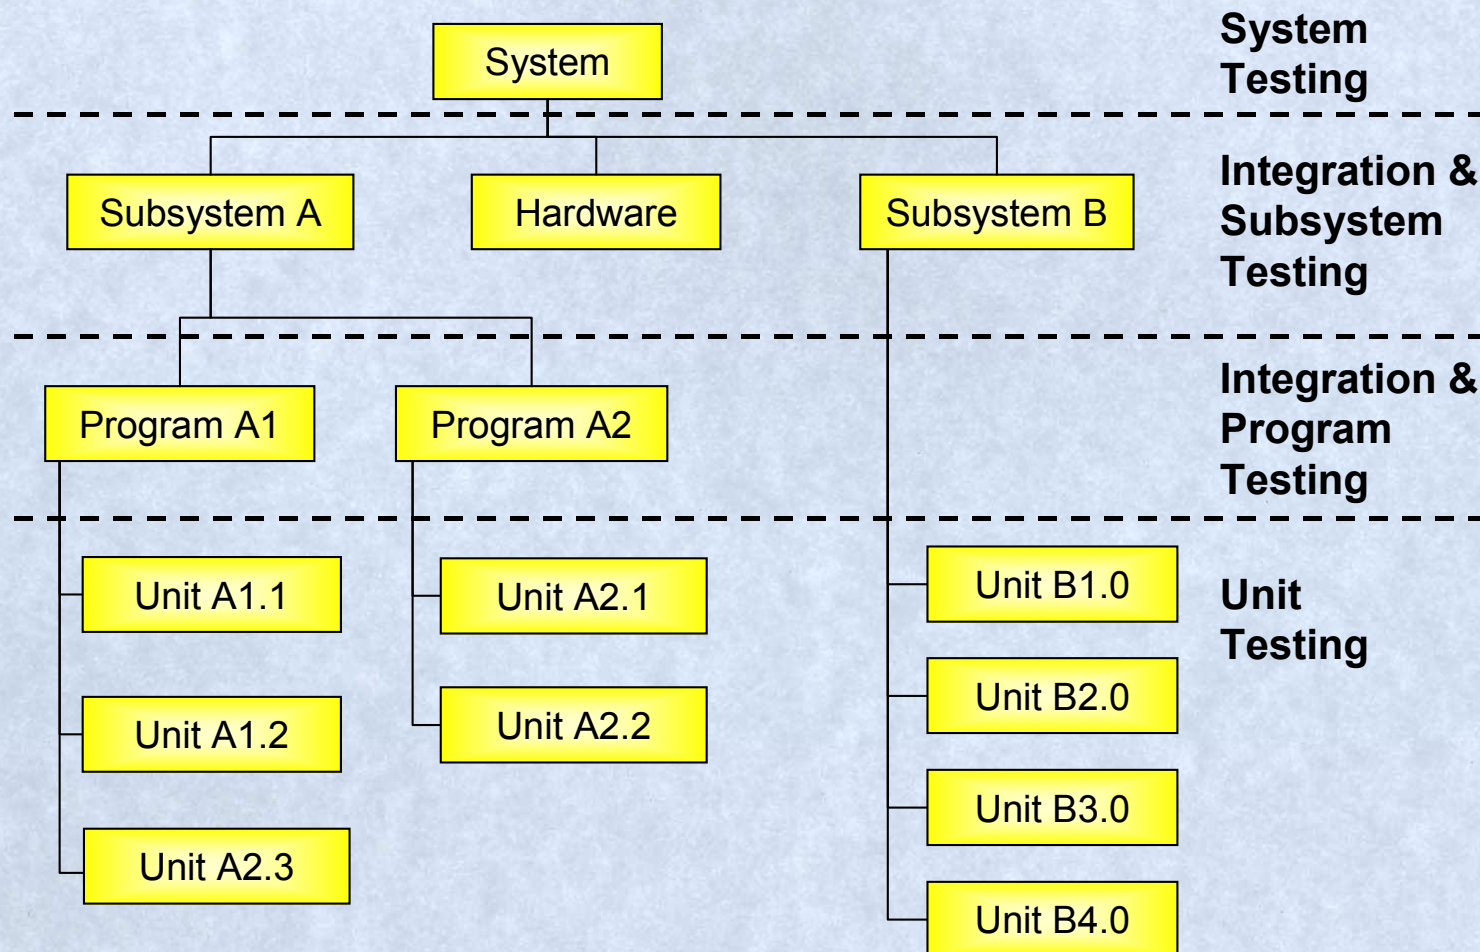 System
System
Testing
Subsystem A
Hardware
Subsystem B
Integration &
Subsystem
Testing
Program A1
Program A2
Integration &
Program
Testing
Unit A1.1
Unit A2.1
Unit B1.0
Unit
Testing
Unit A1.2
Unit A2.2
Unit B2.0
Unit A2.3
Unit B3.0
Unit B4.0